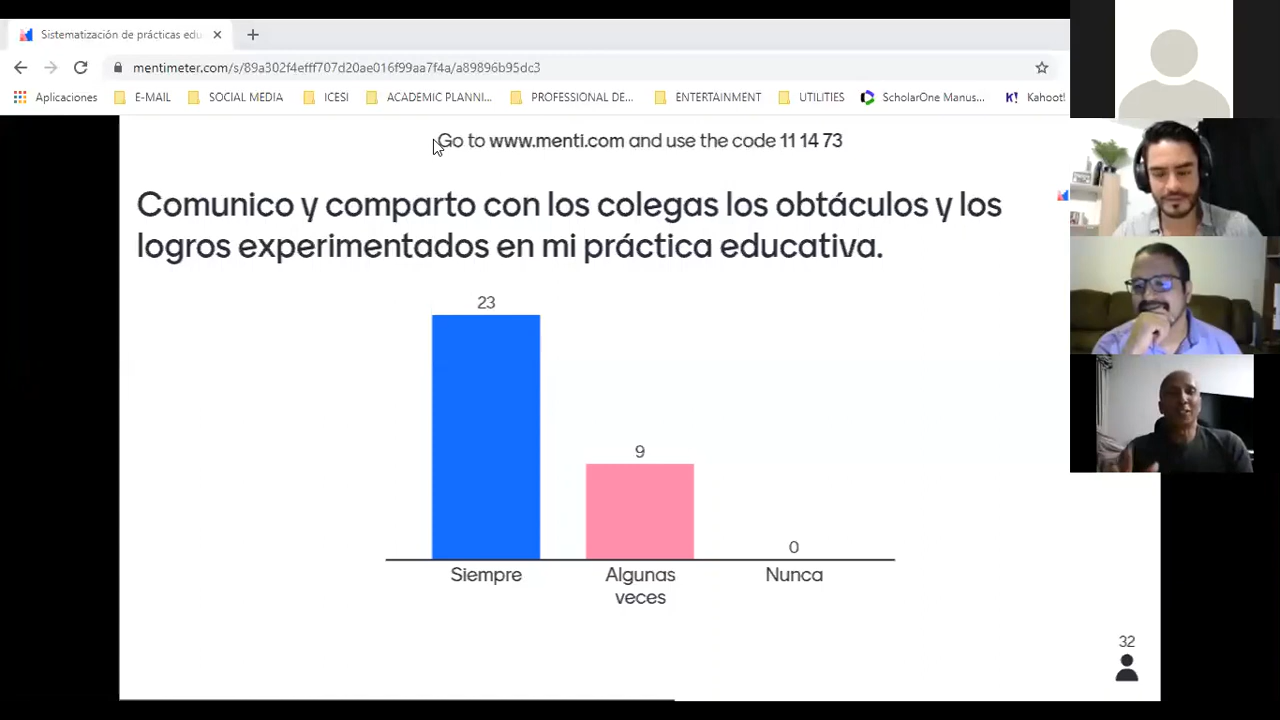 Sistematización de prácticas edu
mentimeter.com/s/89a302f4efff707d20ae016f99aa7f4a/a89896b95dc3
Aplicaciones E-MAIL SOCIAL MEDIA ICESI ACADEMIC PLANNI... PROFESSIONAL DE... ENTERTAINMENT UTILITIES ScholarOne Manus... K! Kahoot!
Go to www.menti.com and use the code 11 14 73
Comunico y comparto con los colegas los obtáculos y los
logros experimentados en mi práctica educativa.
23
9
0
Siempre Algunas Nunca
veces
32